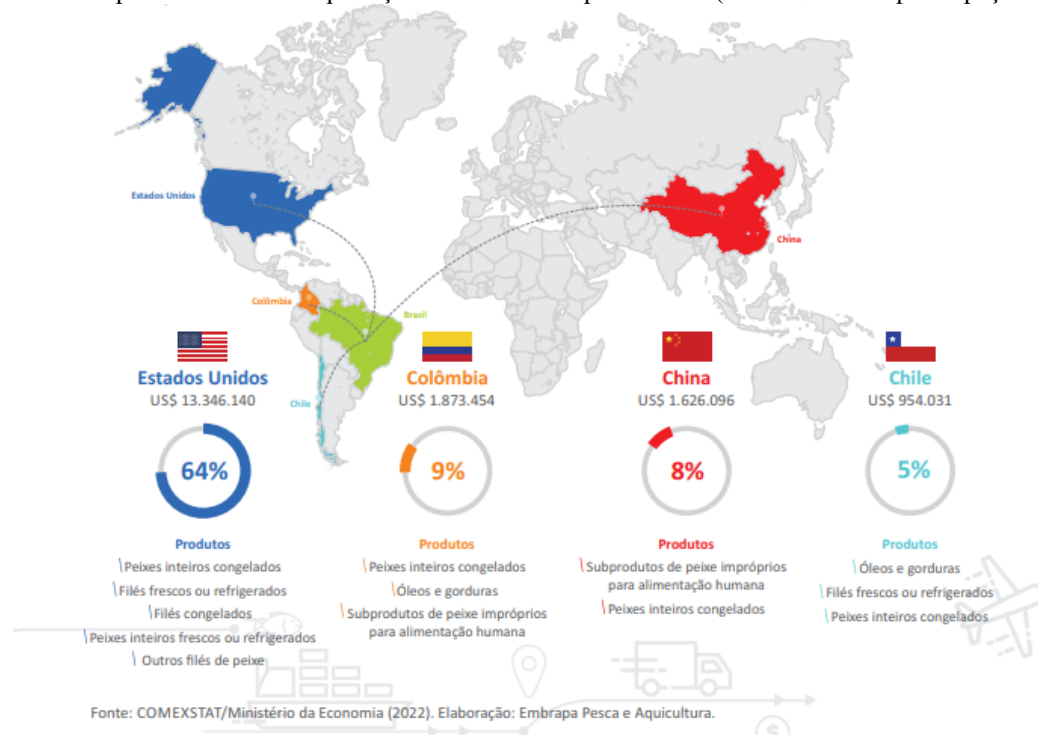 Estados Unidos
China
Colômbia
Brasil
Chile
Estados Unidos
US$ 13.346.140
64%
Produtos
Peixes inteiros congelados
Filés frescos ou refrigerados
Filés congelados
Peixes inteiros frescos ou refrigerados
Outros filés de peixe
Colômbia
US$ 1.873.454
9%
Produtos
Peixes inteiros congelados
Óleos e gorduras
Subprodutos de peixe impróprios
para alimentação humana
China
US$ 1.626.096
8%
Produtos
Subprodutos de peixe impróprios
para alimentação humana
Peixes inteiros congelados
Chile
US$ 954.031
5%
Produtos
Óleos e gorduras
Filés frescos ou refrigerados
Peixes inteiros congelados
Fonte: COMEXSTAT/Ministério da Economia (2022). Elaboração: Embrapa Pesca e Aquicultura.